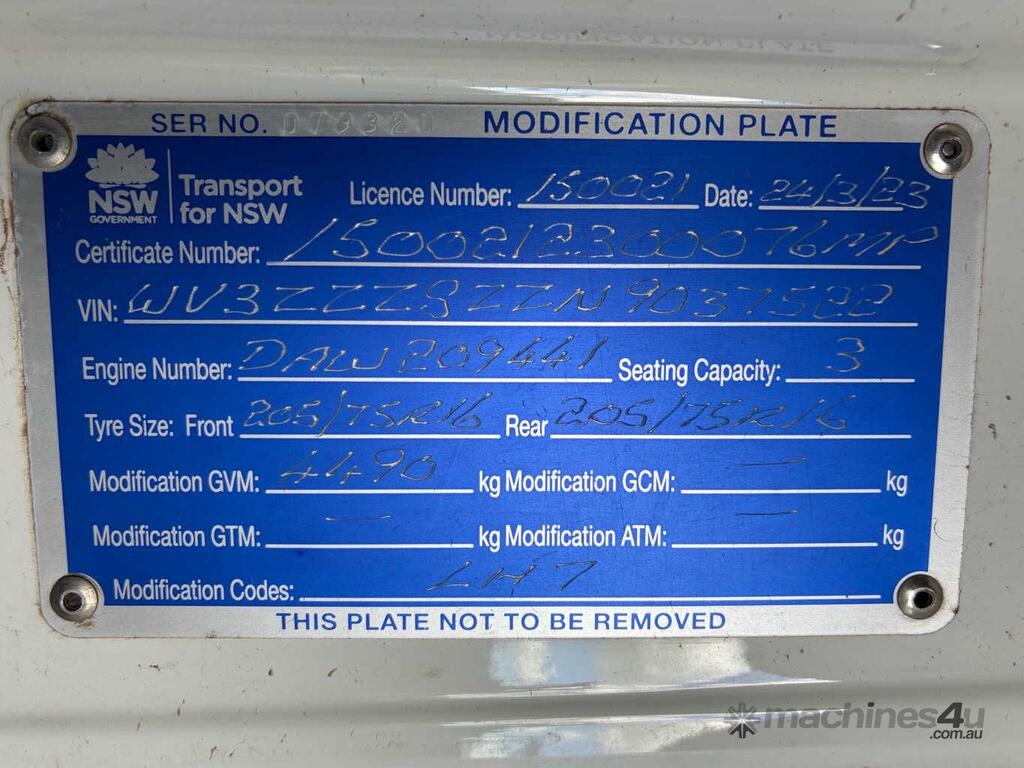 SER NO. 079320 MODIFICATION PLATE
NSW GOVERNMENT Transport for NSW
Licence Number: 150021 Date: 24/3/23
Certificate Number: 1500212300076MP
VIN: WV3ZZZSZZN9037522
Engine Number: DAW209441 Seating Capacity: 3
Tyre Size: Front 205/75R16 Rear 205/75R16
Modification GVM: 4490 kg Modification GCM: — kg
Modification GTM: — kg Modification ATM: — kg
Modification Codes: LH7
THIS PLATE NOT TO BE REMOVED
machines4u
.com.au